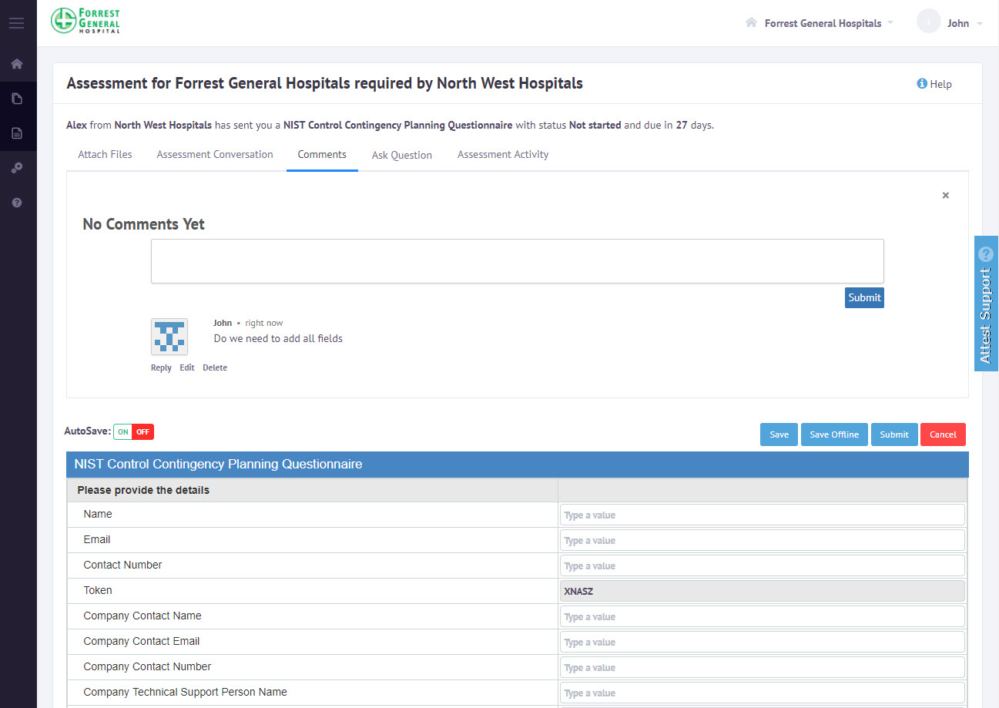 FORREST
GENERAL
HOSPITAL
Forrest General Hospitals
John
Assessment for Forrest General Hospitals required by North West Hospitals
Help
Alex from North West Hospitals has sent you a NIST Control Contingency Planning Questionnaire with status Not started and due in 27 days.
Attach Files Assessment Conversation Comments Ask Question Assessment Activity
×
No Comments Yet
Submit
John • right now
Do we need to add all fields
Reply Edit Delete
Attest Support ?
AutoSave: ON OFF
Save Save Offline Submit Cancel
NIST Control Contingency Planning Questionnaire
Please provide the details
Name Type a value
Email Type a value
Contact Number Type a value
Token XNASZ
Company Contact Name Type a value
Company Contact Email Type a value
Company Contact Number Type a value
Company Technical Support Person Name Type a value